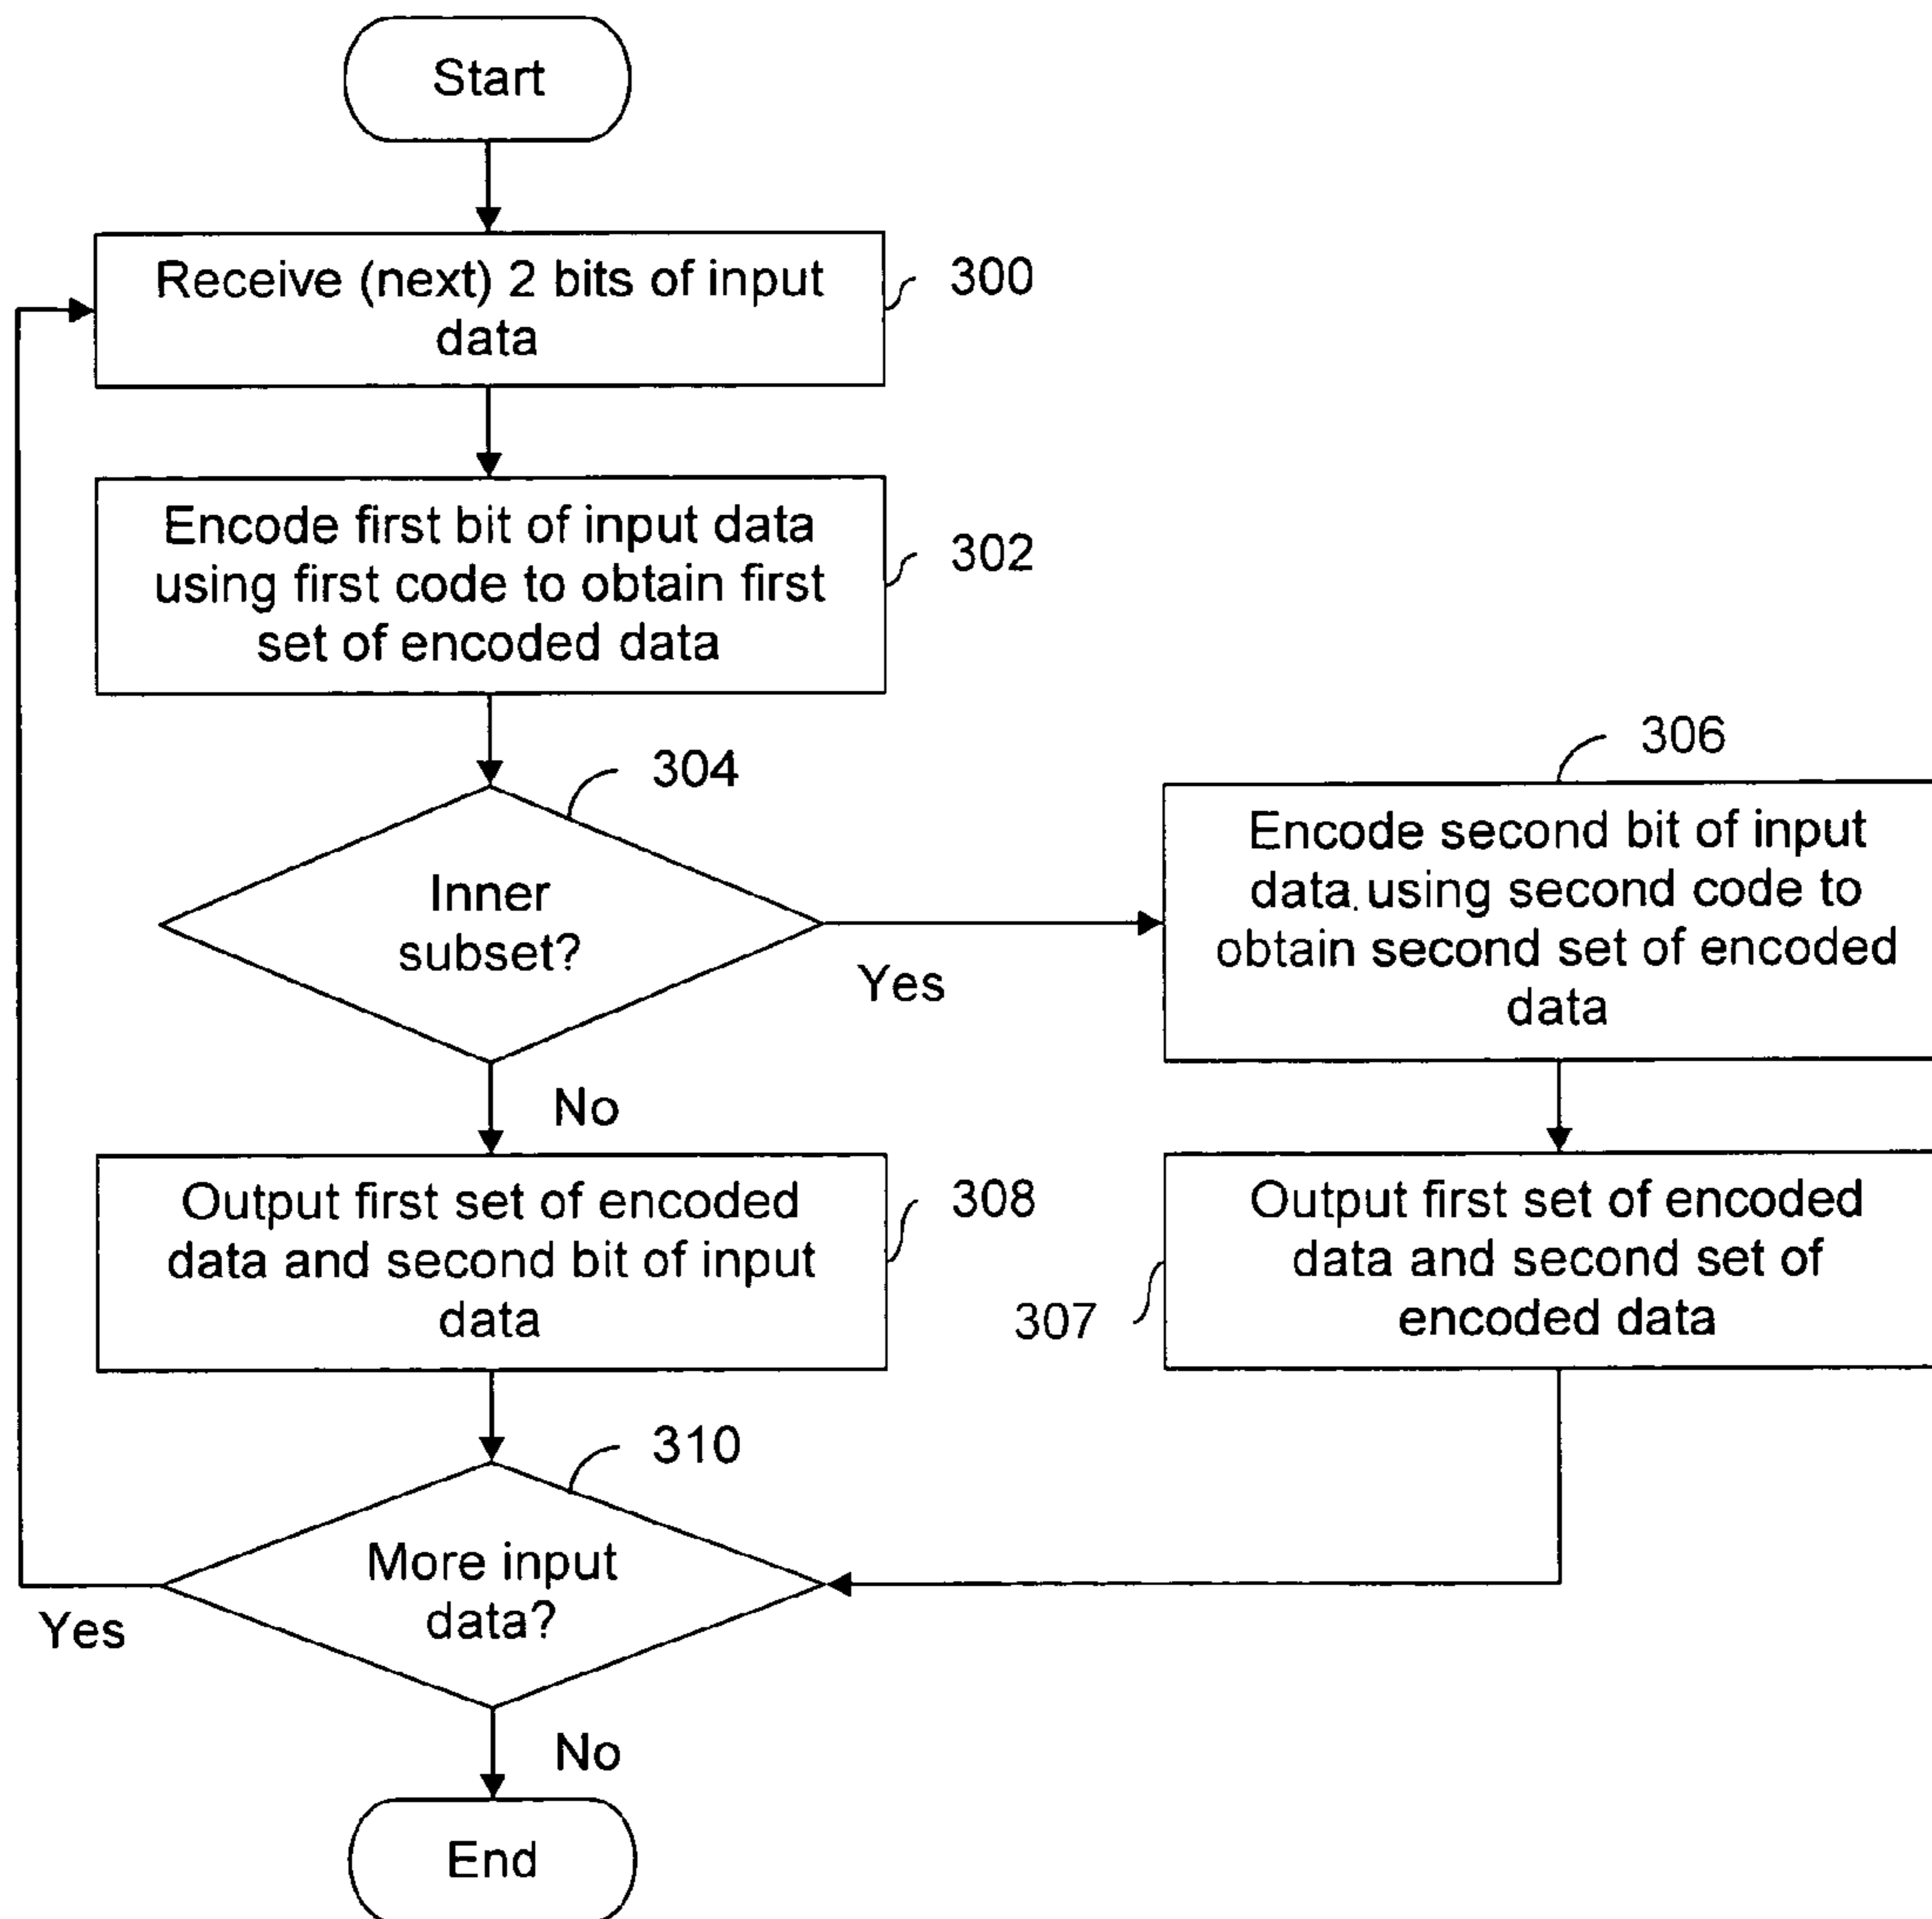 Start
Receive (next) 2 bits of input
data
300
Encode first bit of input data
using first code to obtain first
set of encoded data
302
304
Inner
subset?
Yes
No
306
Encode second bit of input
data using second code to
obtain second set of encoded
data
Output first set of encoded
data and second bit of input
data
308
Output first set of encoded
data and second set of
encoded data
307
310
More input
data?
Yes
No
End